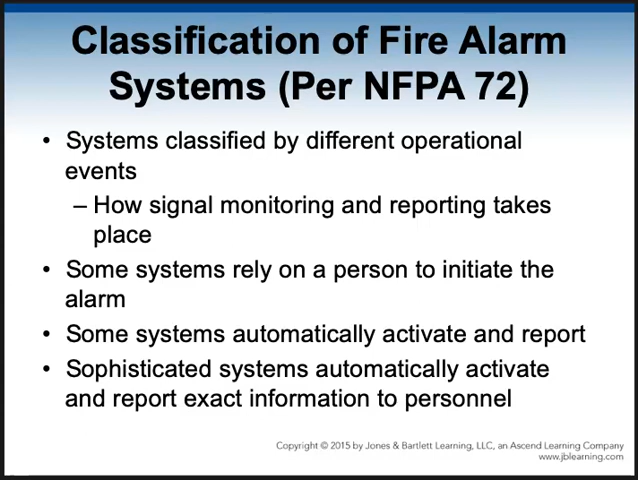 Classification of Fire Alarm
Systems (Per NFPA 72)
• Systems classified by different operational
events
– How signal monitoring and reporting takes
place
• Some systems rely on a person to initiate the
alarm
• Some systems automatically activate and report
• Sophisticated systems automatically activate
and report exact information to personnel
Copyright © 2015 by Jones & Bartlett Learning, LLC, an Ascend Learning Company
www.jblearning.com